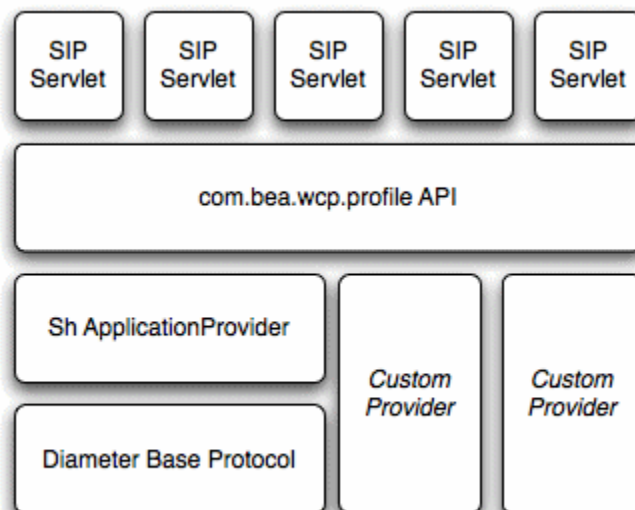 SIP
Servlet
SIP
Servlet
SIP
Servlet
SIP
Servlet
SIP
Servlet
com.bea.wcp.profile API
Sh ApplicationProvider
Custom
Provider
Custom
Provider
Diameter Base Protocol